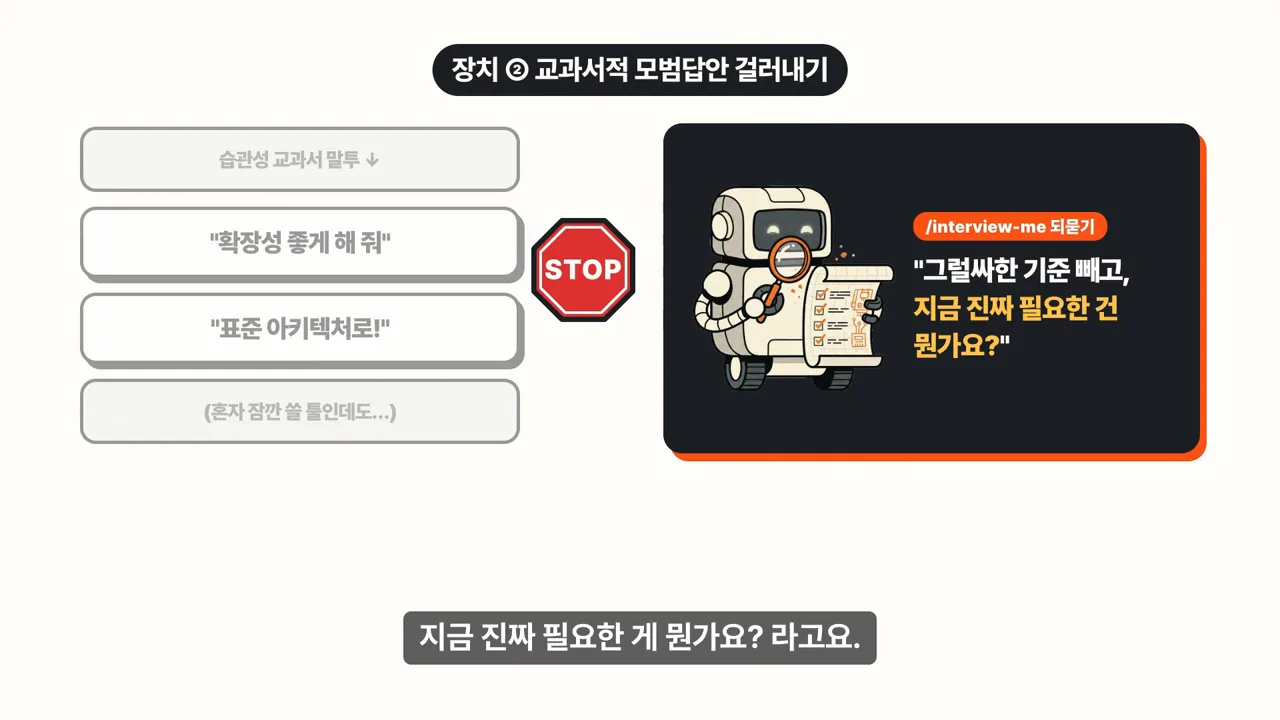 장치 ② 교과서적 모범답안 걸러내기
습관성 교과서 말투 ↓
"확장성 좋게 해 줘"
"표준 아키텍처로!"
(혼자 잠깐 쓸 툴인데도...)
STOP
/interview-me 되묻기
"그럴싸한 기준 빼고,
지금 진짜 필요한 건
뭔가요?"
지금 진짜 필요한 게 뭔가요? 라고요.